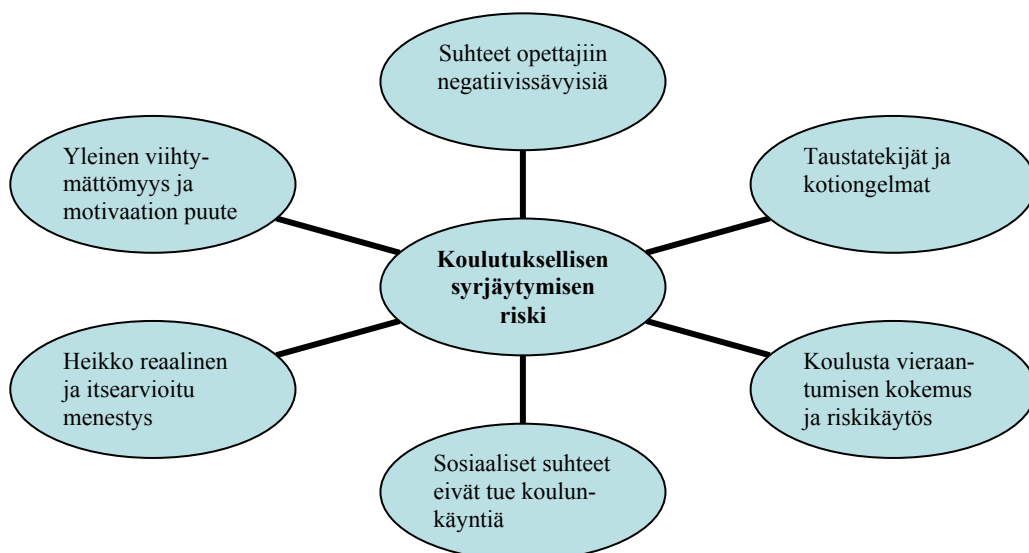 Suhteet opettajiin
negatiivissävyisiä
Yleinen viihty-
mättömyys ja
motivaation puute
Taustatekijät ja
kotiongelmat
Koulutuksellisen
syrjäytymisen
riski
Heikko reaalinen
ja itsearvioitu
menestys
Koulusta vieraan-
tumisen kokemus
ja riskikäytös
Sosiaaliset suhteet
eivät tue koulun-
käyntiä